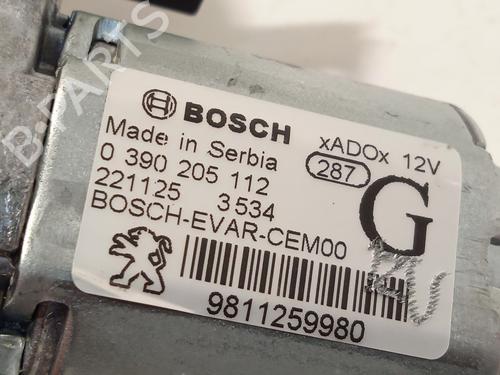 BOSCH
Made in Serbia
xADOx 12V
0 390 205 112
287
221125 3534
G
BOSCH-EVAR-CEM00
9811259980
B-PARTS